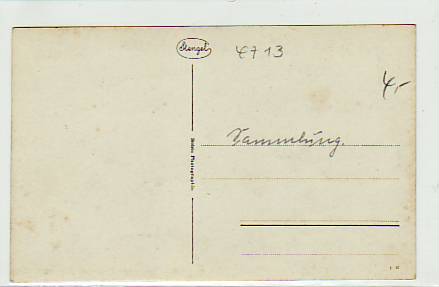 Stengel
4713
4,-
Sammlung.